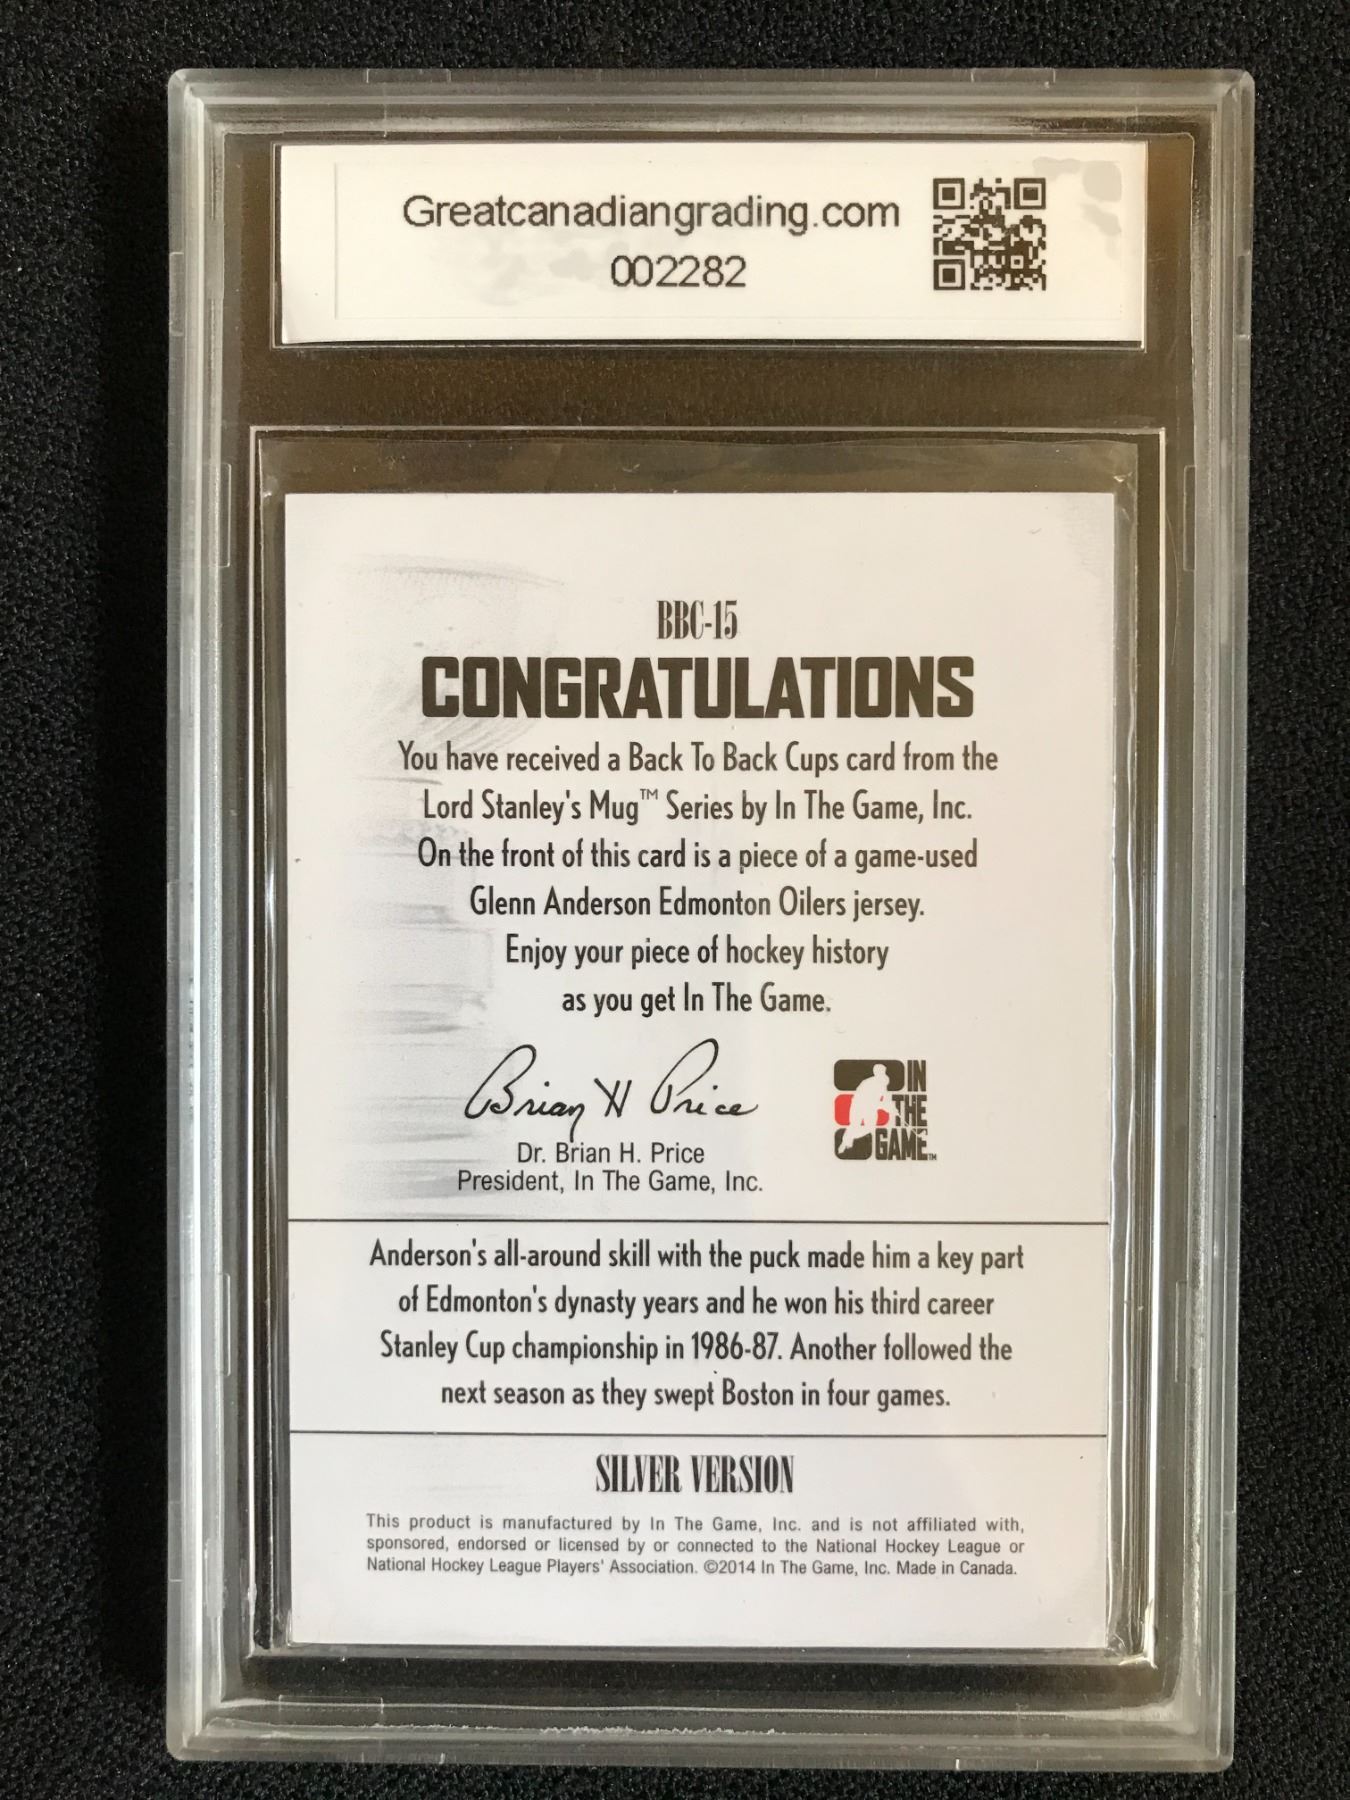 Greatcanadiangrading.com
002282
BBC-15
CONGRATULATIONS
You have received a Back To Back Cups card from the
Lord Stanley's Mug™ Series by In The Game, Inc.
On the front of this card is a piece of a game-used
Glenn Anderson Edmonton Oilers jersey.
Enjoy your piece of hockey history
as you get In The Game.
Brian H Price
Dr. Brian H. Price
President, In The Game, Inc.
IN
THE
GAME™
Anderson's all-around skill with the puck made him a key part
of Edmonton's dynasty years and he won his third career
Stanley Cup championship in 1986-87. Another followed the
next season as they swept Boston in four games.
SILVER VERSION
This product is manufactured by In The Game, Inc. and is not affiliated with,
sponsored, endorsed or licensed by or connected to the National Hockey League or
National Hockey League Players' Association. ©2014 In The Game, Inc. Made in Canada.